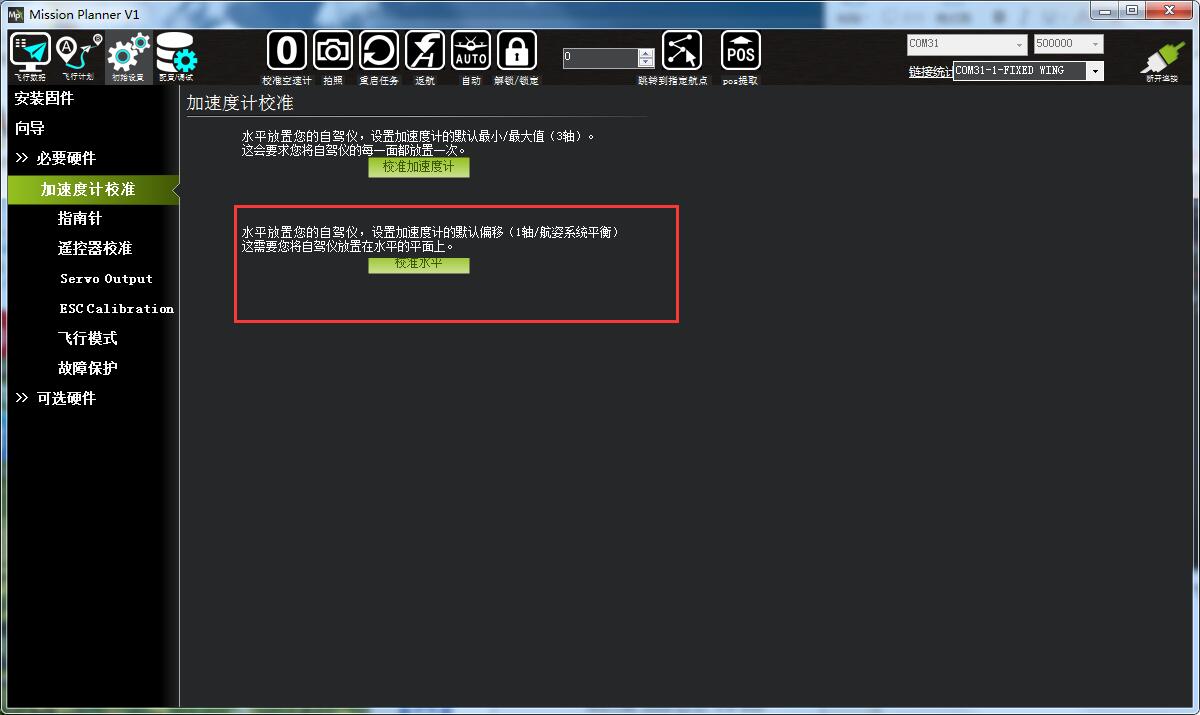 Mission Planner V1
飞行数据
飞行计划
初始设置
配置/调试
校准空速计
拍照
重启任务
返航
AUTO
自动
解锁/锁定
0
跳转到指定航点
POS
pos提取
COM31
500000
链接统计
COM31-1-FIXED WING
断开连接
安装固件
向导
>> 必要硬件
加速度计校准
指南针
遥控器校准
Servo Output
ESC Calibration
飞行模式
故障保护
>> 可选硬件
加速度计校准
水平放置您的自驾仪，设置加速度计的默认最小/最大值（3轴）。
这会要求您将自驾仪的每一面都放置一次。
校准加速度计
水平放置您的自驾仪，设置加速度计的默认偏移（1轴/航姿系统平衡）
这需要您将自驾仪放置在水平的平面上。
校准水平